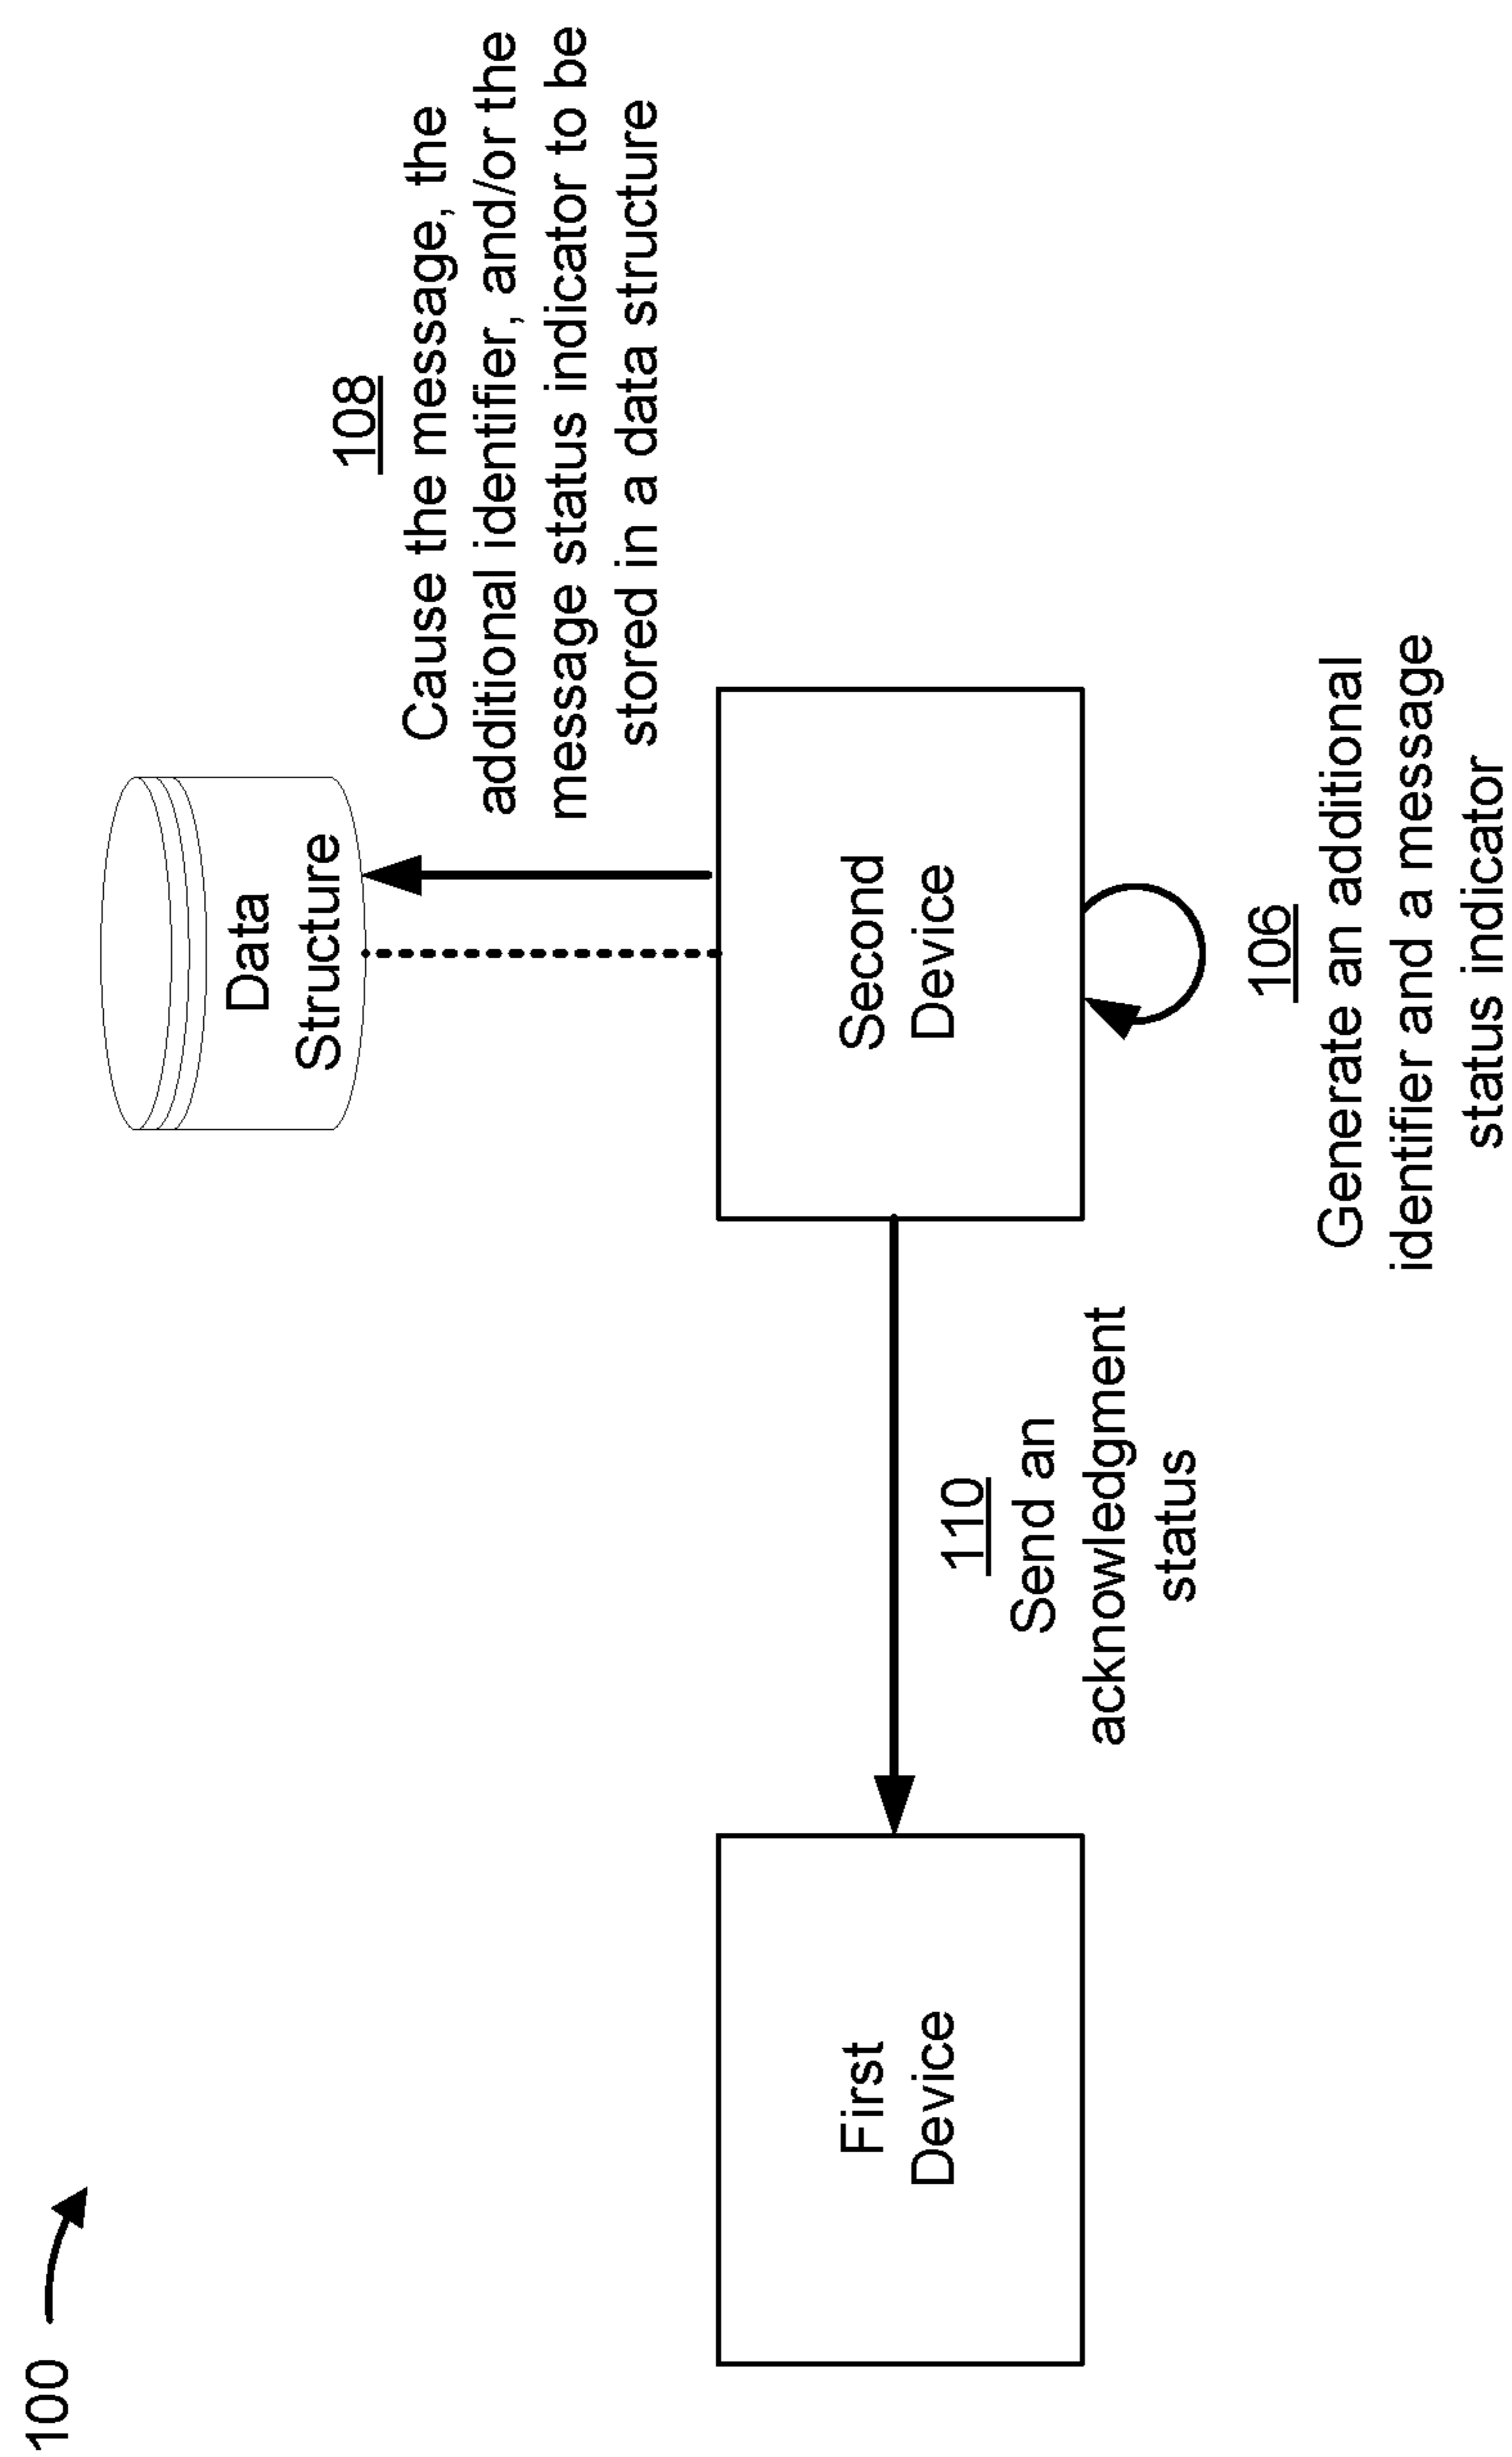 100
Data
Structure
108
Cause the message, the
additional identifier, and/or the
message status indicator to be
stored in a data structure
First
Device
110
Send an
acknowledgment
status
Second
Device
106
Generate an additional
identifier and a message
status indicator